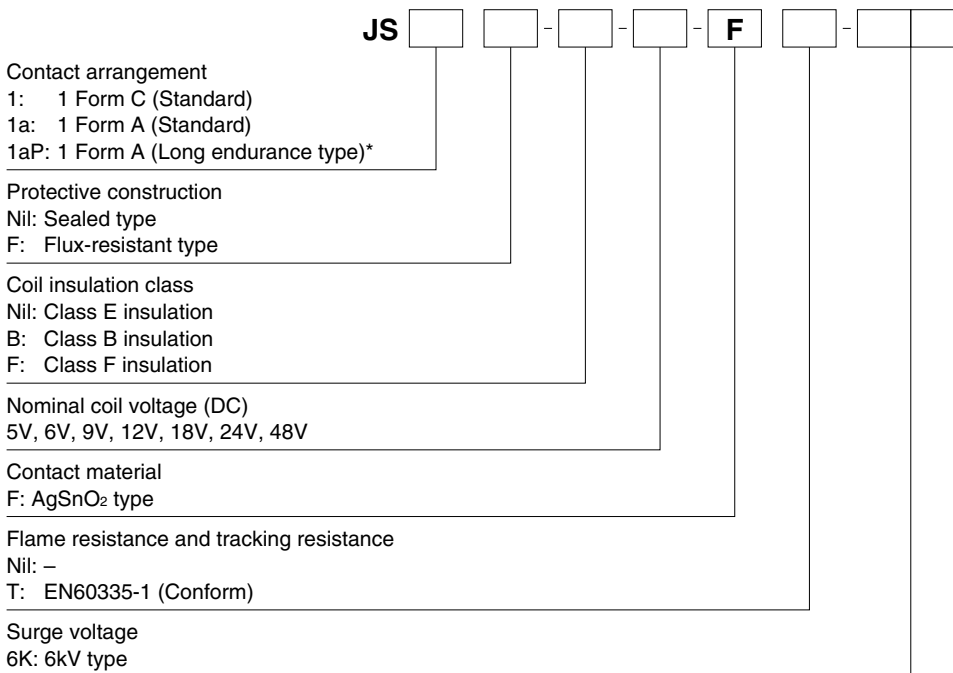 JS - - - F -
Contact arrangement
1: 1 Form C (Standard)
1a: 1 Form A (Standard)
1aP: 1 Form A (Long endurance type)*
Protective construction
Nil: Sealed type
F: Flux-resistant type
Coil insulation class
Nil: Class E insulation
B: Class B insulation
F: Class F insulation
Nominal coil voltage (DC)
5V, 6V, 9V, 12V, 18V, 24V, 48V
Contact material
F: AgSnO₂ type
Flame resistance and tracking resistance
Nil: –
T: EN60335-1 (Conform)
Surge voltage
6K: 6kV type